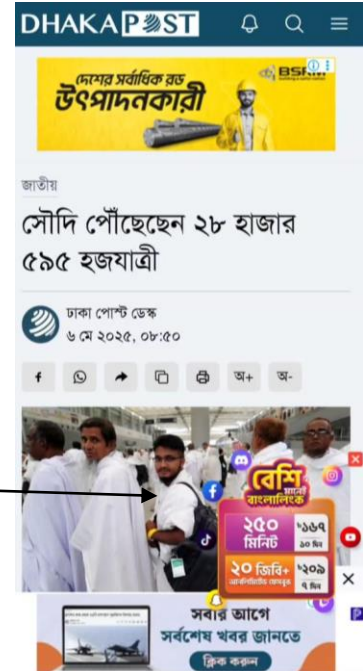 DHAKA POST
দেশের সর্বাধিক রড
উৎপাদনকারী
BSRM
জাতীয়
সৌদি পৌঁছেছেন ২৮ হাজার
৫৯৫ হজযাত্রী
ঢাকা পোস্ট ডেস্ক
৬ মে ২০২৫, ০৮:৫০
অ+ অ-
বেশি
মানেই
বাংলালিংক
২৫০
মিনিট
৳১৬৭
৩০ দিন
২০ জিবি+
৳২০৯
৭ দিন
সবার আগে
সর্বশেষ খবর জানতে
ক্লিক করুন